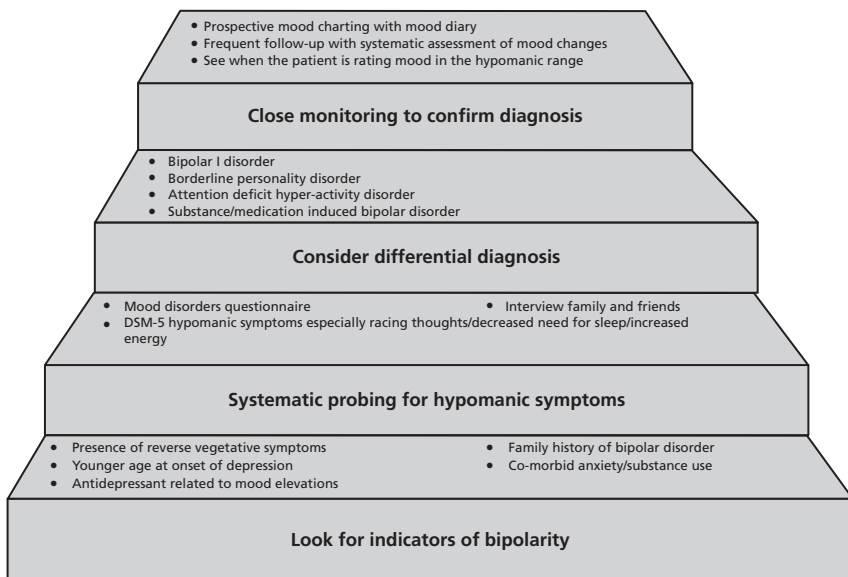 • Prospective mood charting with mood diary
• Frequent follow-up with systematic assessment of mood changes
• See when the patient is rating mood in the hypomanic range
Close monitoring to confirm diagnosis
• Bipolar I disorder
• Borderline personality disorder
• Attention deficit hyper-activity disorder
• Substance/medication induced bipolar disorder
Consider differential diagnosis
• Mood disorders questionnaire
• Interview family and friends
• DSM-5 hypomanic symptoms especially racing thoughts/decreased need for sleep/increased
energy
Systematic probing for hypomanic symptoms
• Presence of reverse vegetative symptoms
• Younger age at onset of depression
• Antidepressant related to mood elevations
• Family history of bipolar disorder
• Co-morbid anxiety/substance use
Look for indicators of bipolarity